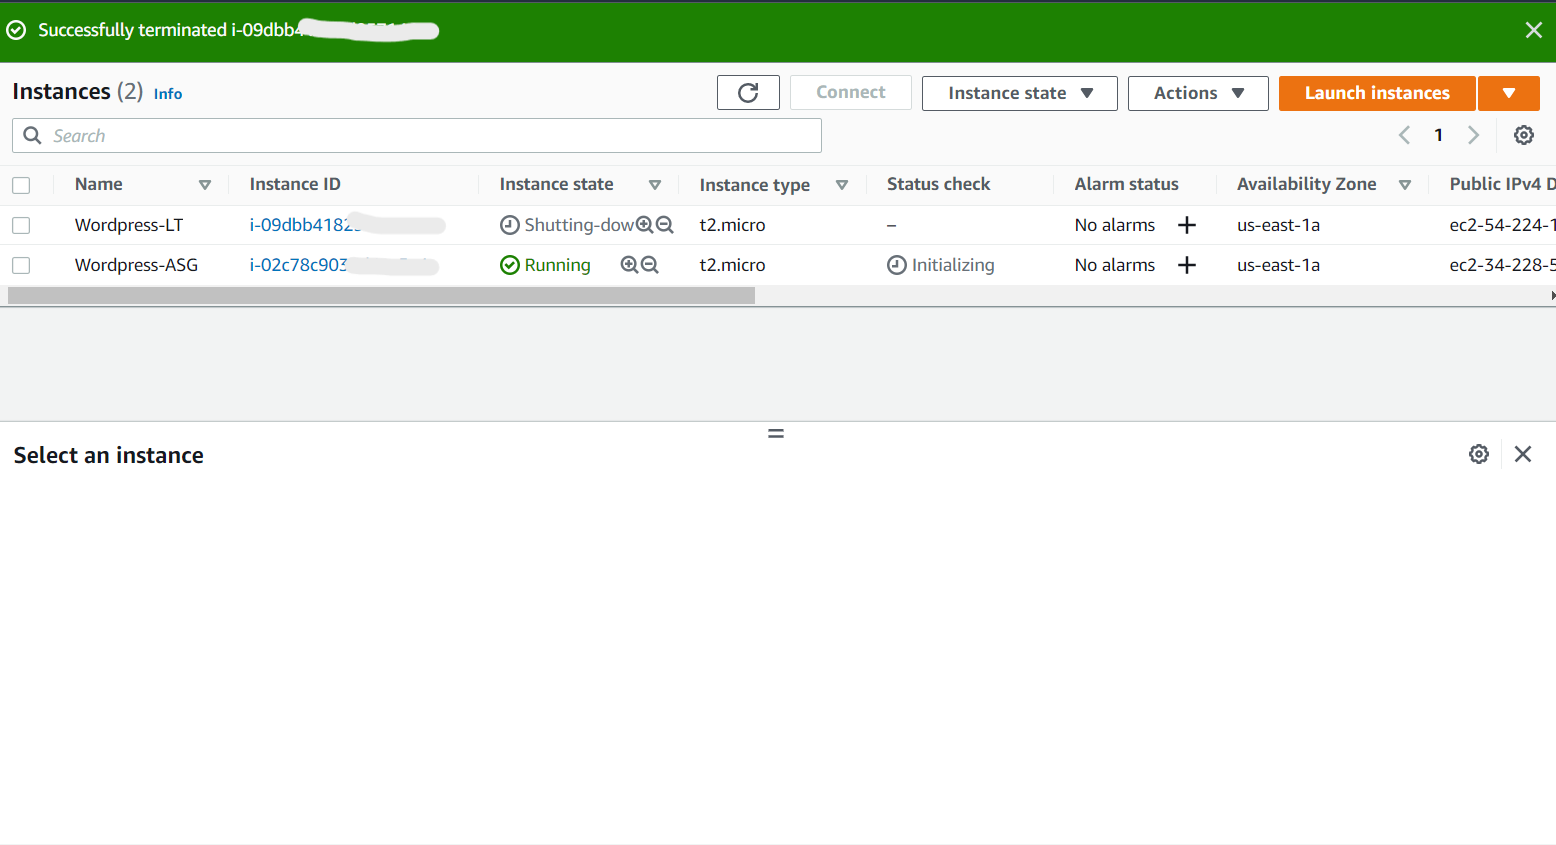 Successfully terminated i-09dbb4
Instances (2) Info
Connect
Instance state
Actions
Launch instances
Search
1
Name Instance ID Instance state Instance type Status check Alarm status Availability Zone Public IPv4 D
Wordpress-LT i-09dbb4182 Shutting-dow t2.micro – No alarms + us-east-1a ec2-54-224-1
Wordpress-ASG i-02c78c903 Running t2.micro Initializing No alarms + us-east-1a ec2-34-228-5
Select an instance